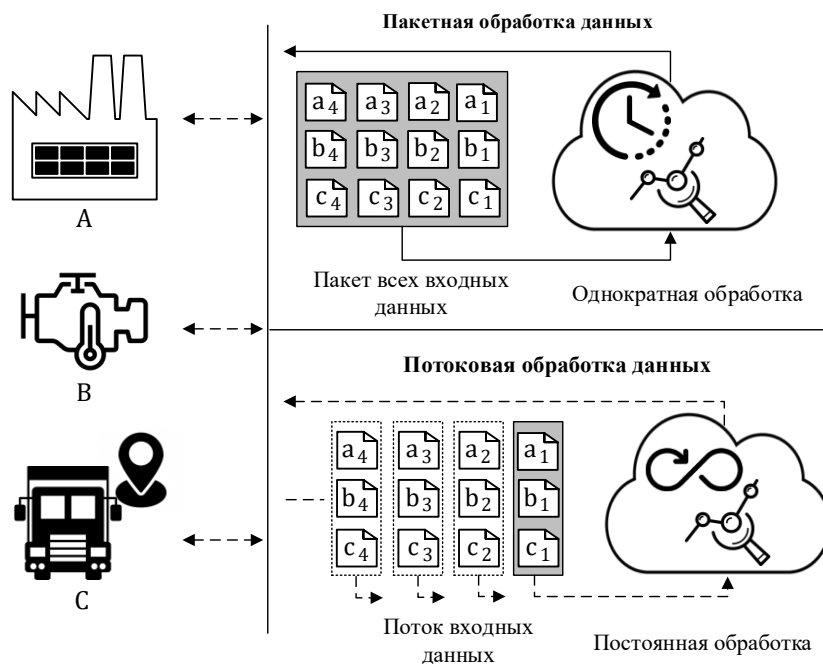 Пакетная обработка данных
a4 a3 a2 a1
b4 b3 b2 b1
c4 c3 c2 c1
A
Пакет всех входных
данных
Однократная обработка
B
Потоковая обработка данных
a4 a3 a2 a1
b4 b3 b2 b1
c4 c3 c2 c1
C
Поток входных
данных
Постоянная обработка